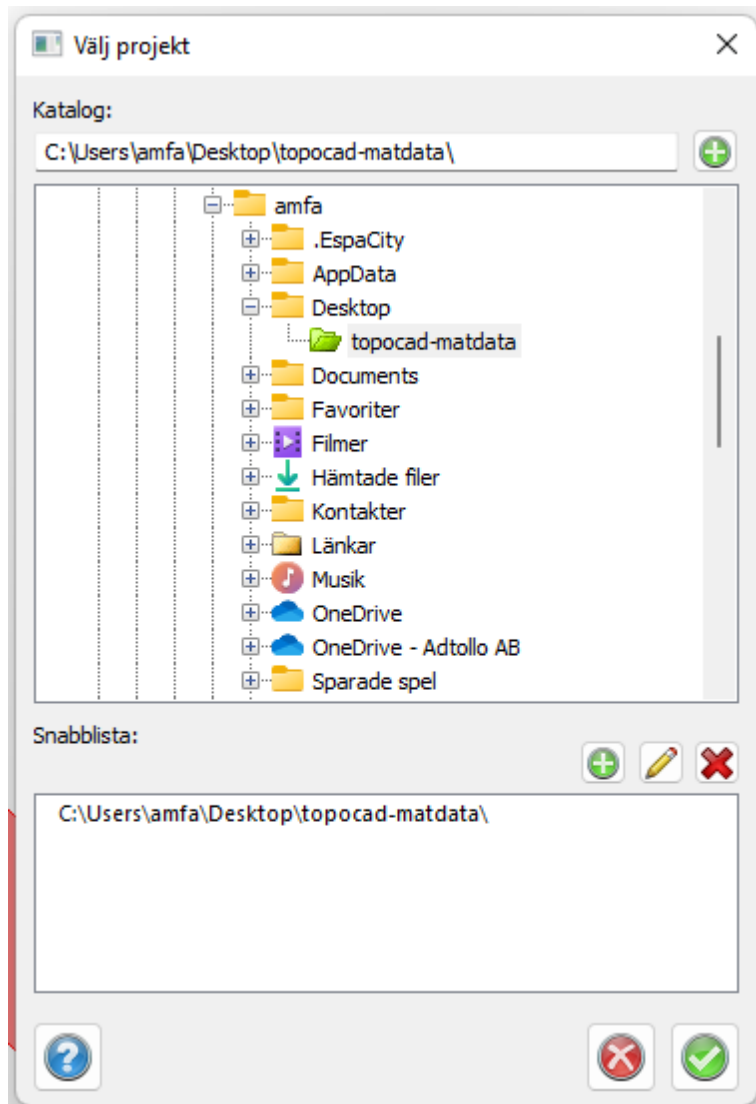 Välj projekt
Katalog:
C:\Users\amfa\Desktop\topocad-matdata\
amfa
.EspaCity
AppData
Desktop
topocad-matdata
Documents
Favoriter
Filmer
Hämtade filer
Kontakter
Länkar
Musik
OneDrive
OneDrive - Adtollo AB
Sparade spel
Snabblista:
C:\Users\amfa\Desktop\topocad-matdata\